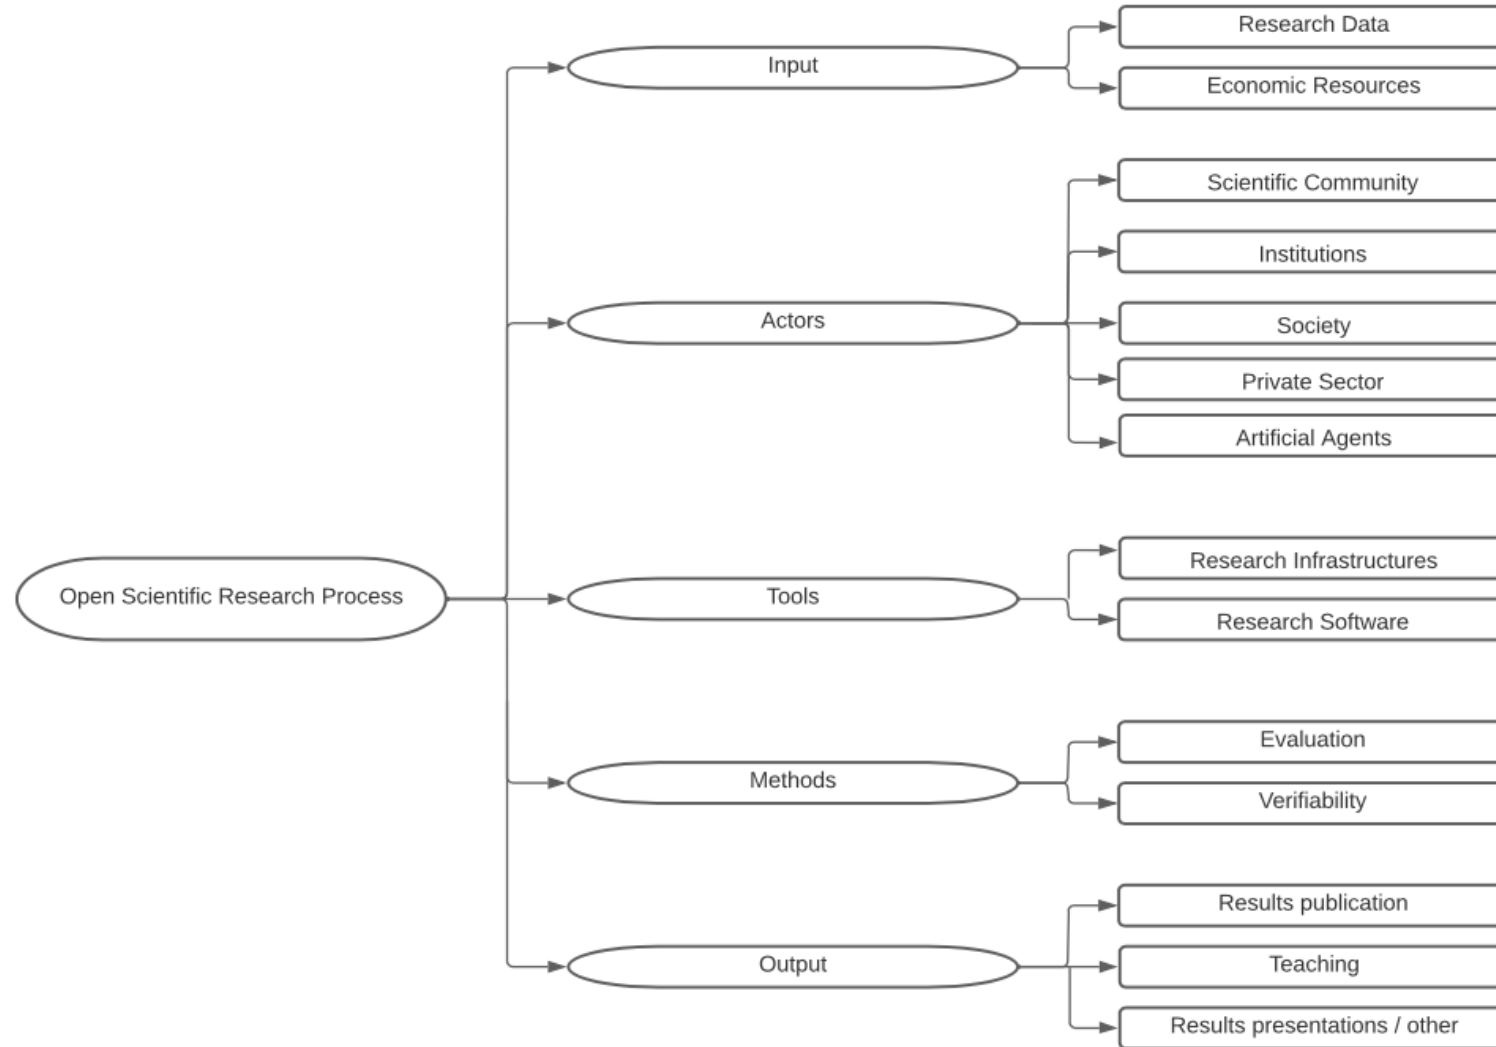 Open Scientific Research Process
Input
Research Data
Economic Resources
Actors
Scientific Community
Institutions
Society
Private Sector
Artificial Agents
Tools
Research Infrastructures
Research Software
Methods
Evaluation
Verifiability
Output
Results publication
Teaching
Results presentations / other